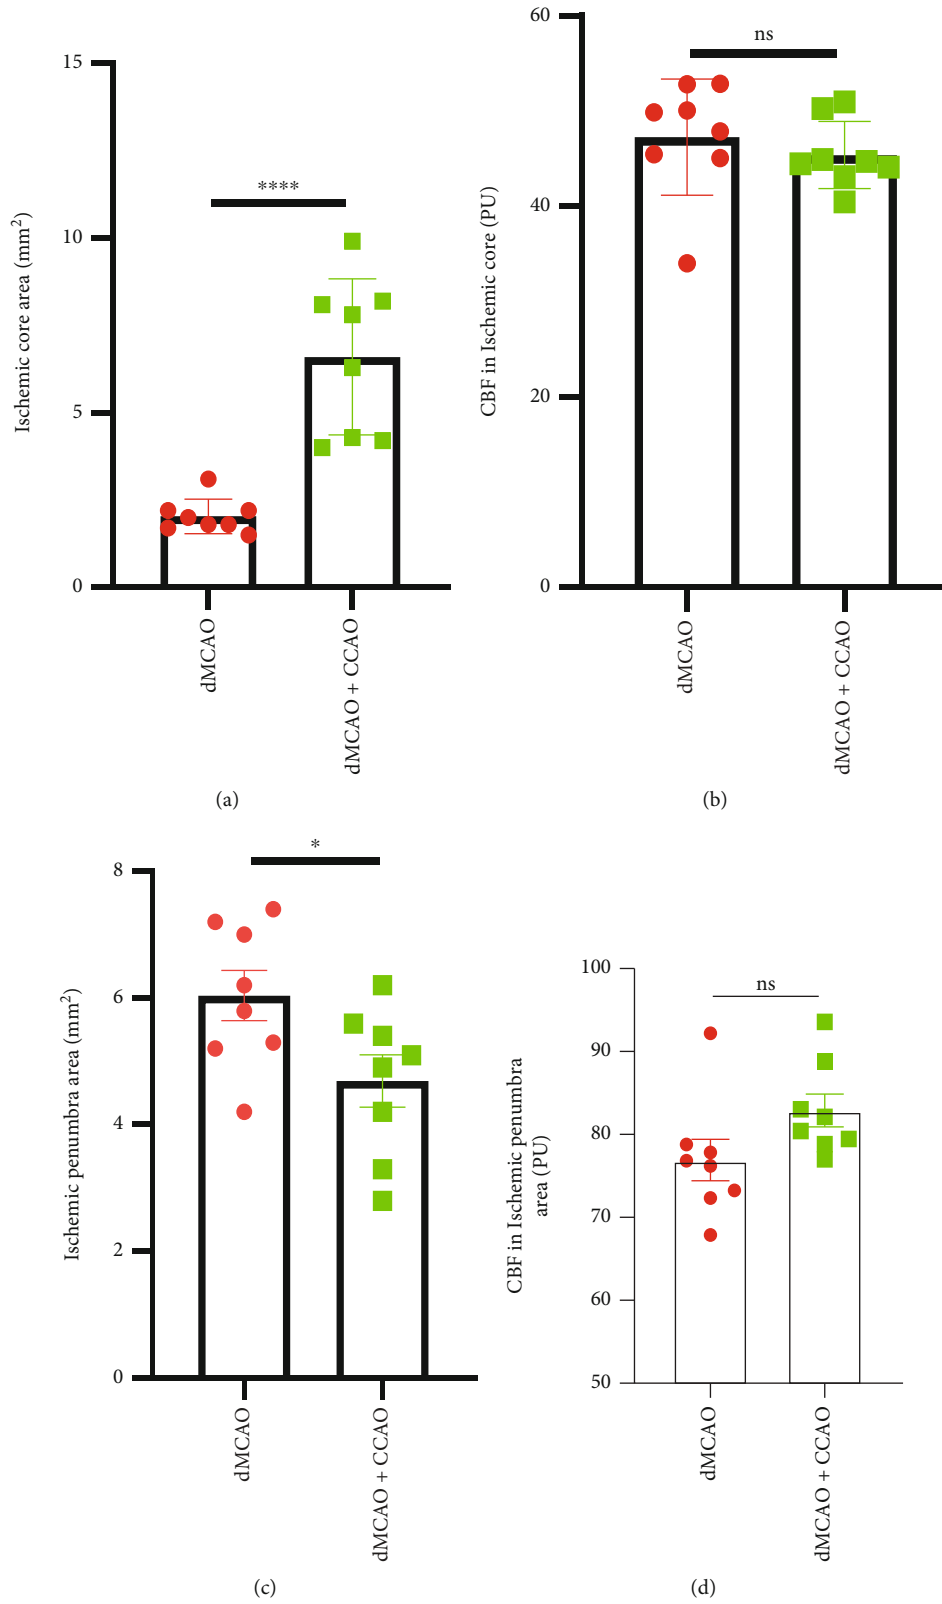 15
10
5
0
Ischemic core area (mm²)
****
dMCAO
dMCAO + CCAO
(a)
60
40
20
0
CBF in Ischemic core (PU)
ns
dMCAO
dMCAO + CCAO
(b)
8
6
4
2
0
Ischemic penumbra area (mm²)
*
dMCAO
dMCAO + CCAO
(c)
100
90
80
70
60
50
CBF in Ischemic penumbra
area (PU)
ns
dMCAO
dMCAO + CCAO
(d)